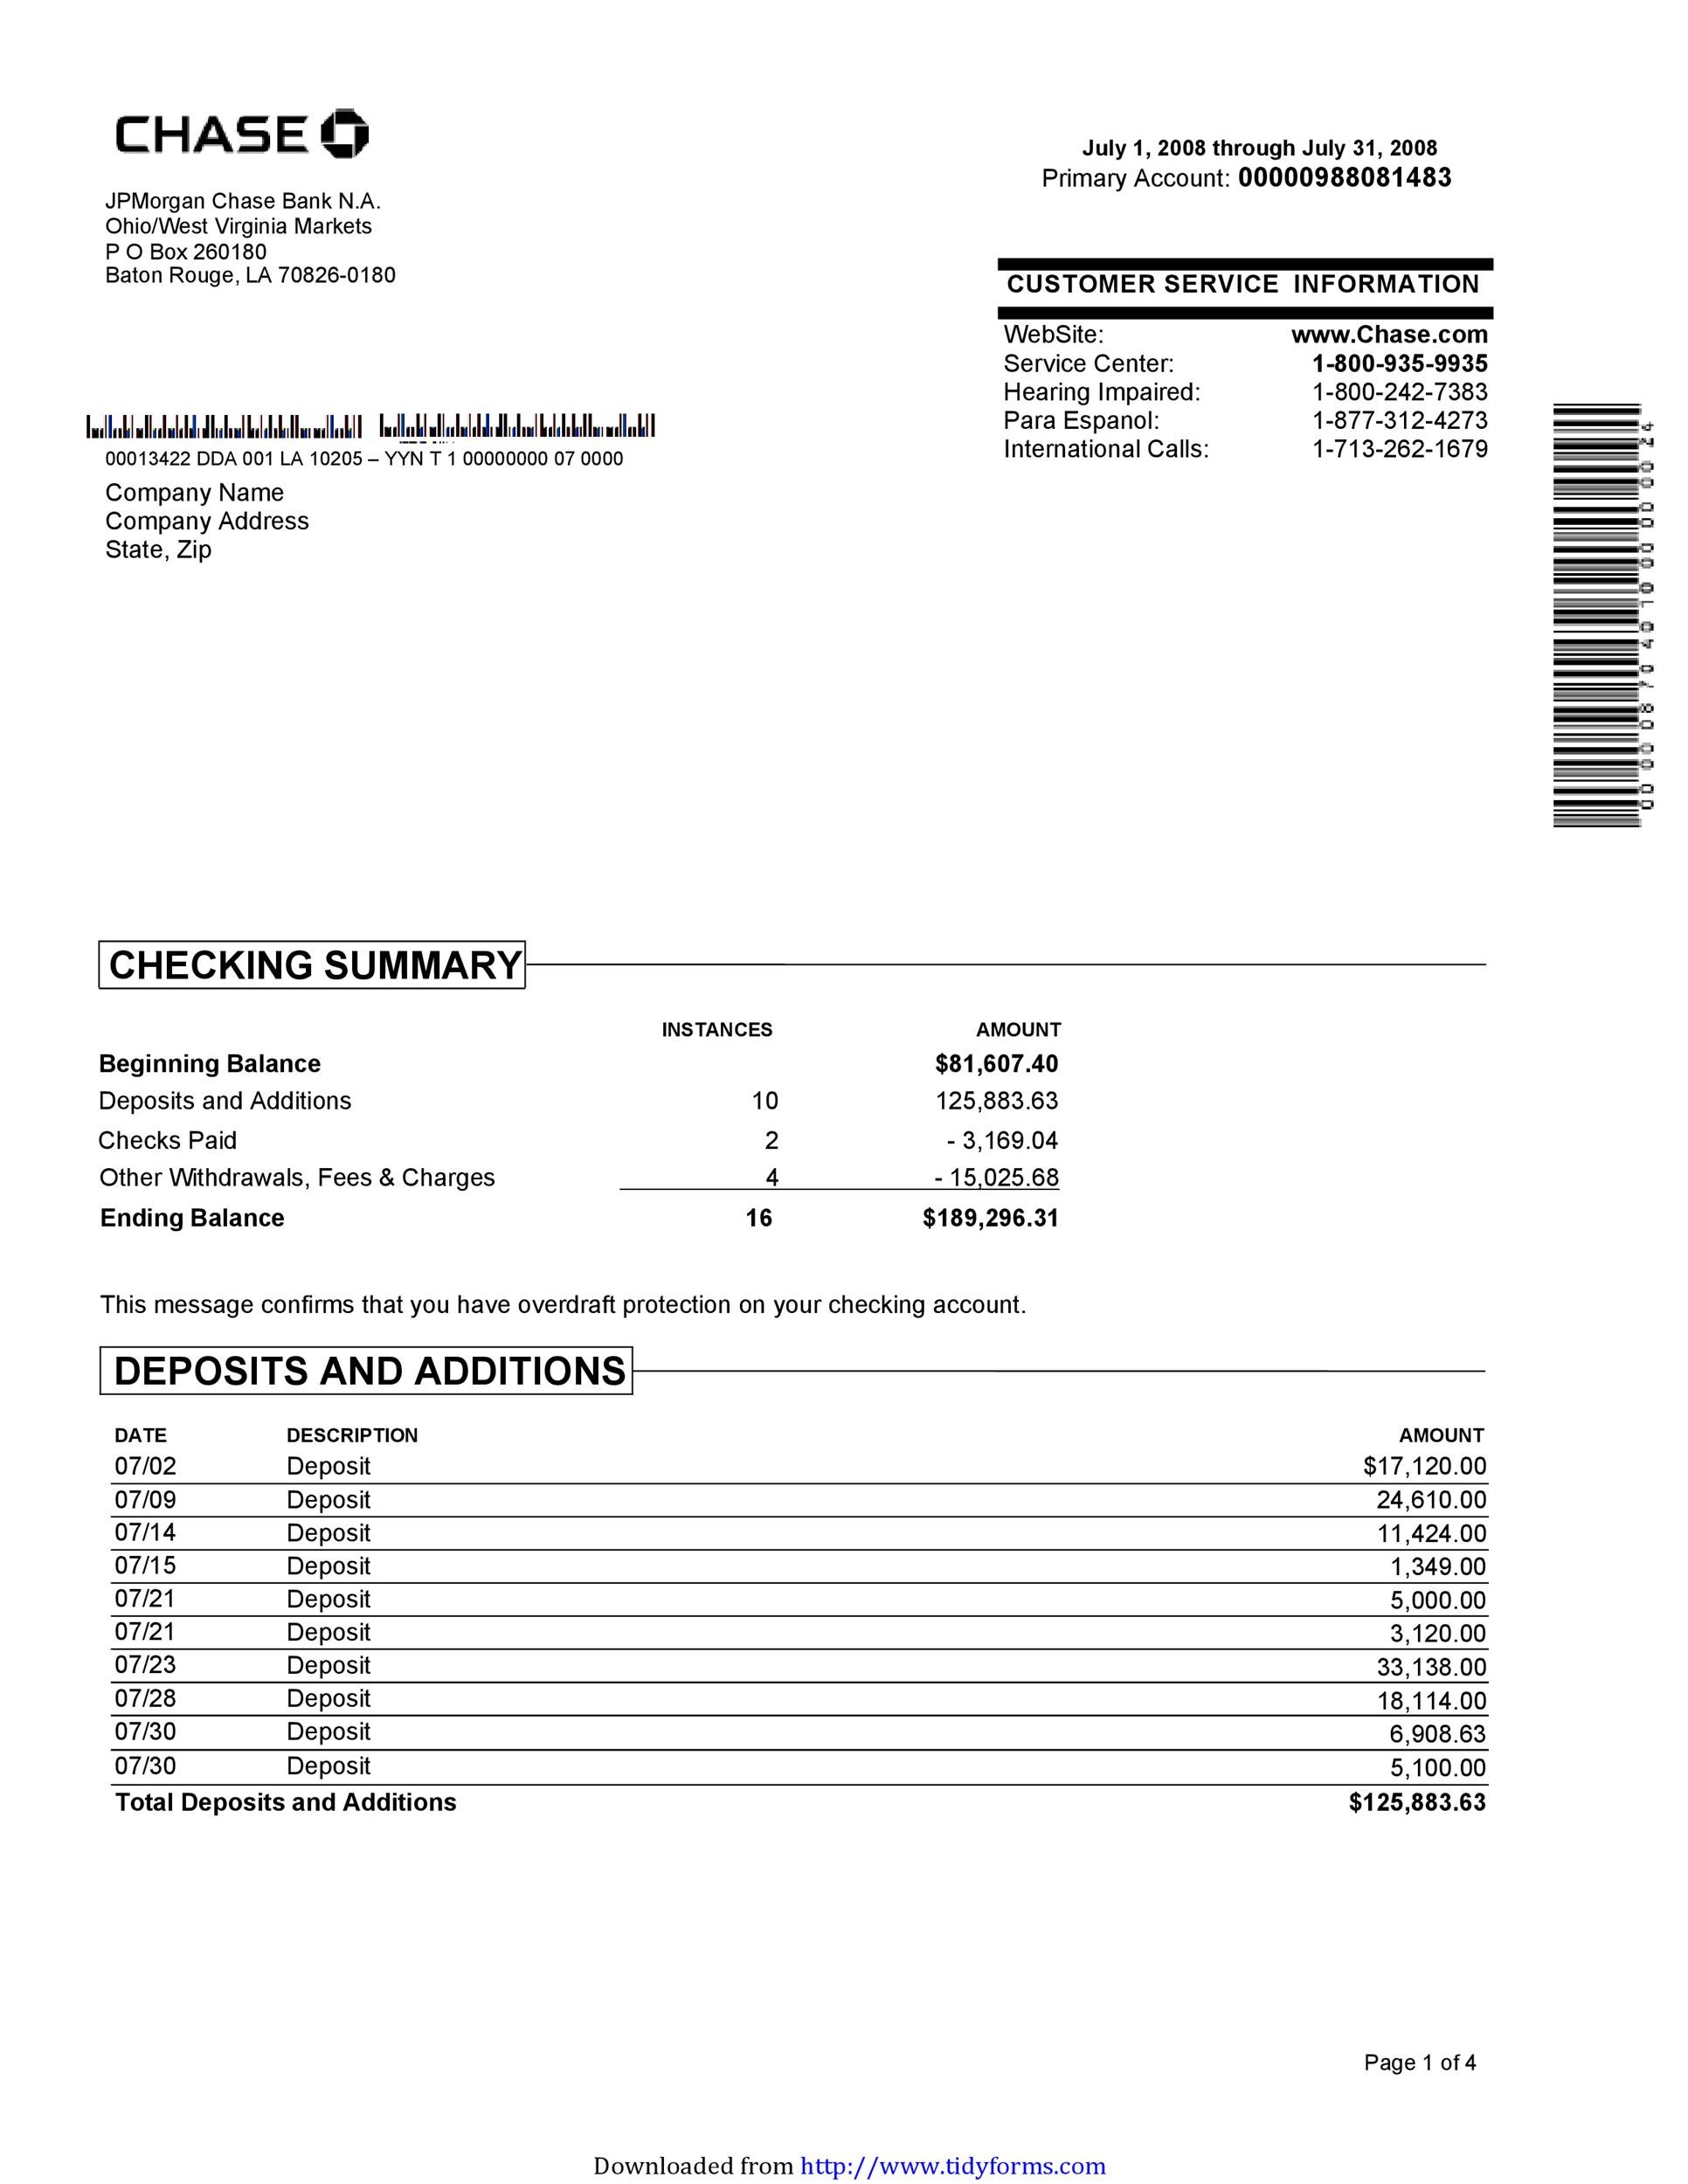 CHASE
July 1, 2008 through July 31, 2008
Primary Account: 00000988081483
JPMorgan Chase Bank N.A.
Ohio/West Virginia Markets
P O Box 260180
Baton Rouge, LA 70826-0180
CUSTOMER SERVICE INFORMATION
WebSite: www.Chase.com
Service Center: 1-800-935-9935
Hearing Impaired: 1-800-242-7383
Para Espanol: 1-877-312-4273
International Calls: 1-713-262-1679
00013422 DDA 001 LA 10205 – YYN T 1 00000000 07 0000
Company Name
Company Address
State, Zip
CHECKING SUMMARY
INSTANCES AMOUNT
Beginning Balance $81,607.40
Deposits and Additions 10 125,883.63
Checks Paid 2 - 3,169.04
Other Withdrawals, Fees & Charges 4 - 15,025.68
Ending Balance 16 $189,296.31
This message confirms that you have overdraft protection on your checking account.
DEPOSITS AND ADDITIONS
DATE DESCRIPTION AMOUNT
07/02 Deposit $17,120.00
07/09 Deposit 24,610.00
07/14 Deposit 11,424.00
07/15 Deposit 1,349.00
07/21 Deposit 5,000.00
07/21 Deposit 3,120.00
07/23 Deposit 33,138.00
07/28 Deposit 18,114.00
07/30 Deposit 6,908.63
07/30 Deposit 5,100.00
Total Deposits and Additions $125,883.63
Page 1 of 4
Downloaded from http://www.tidyforms.com